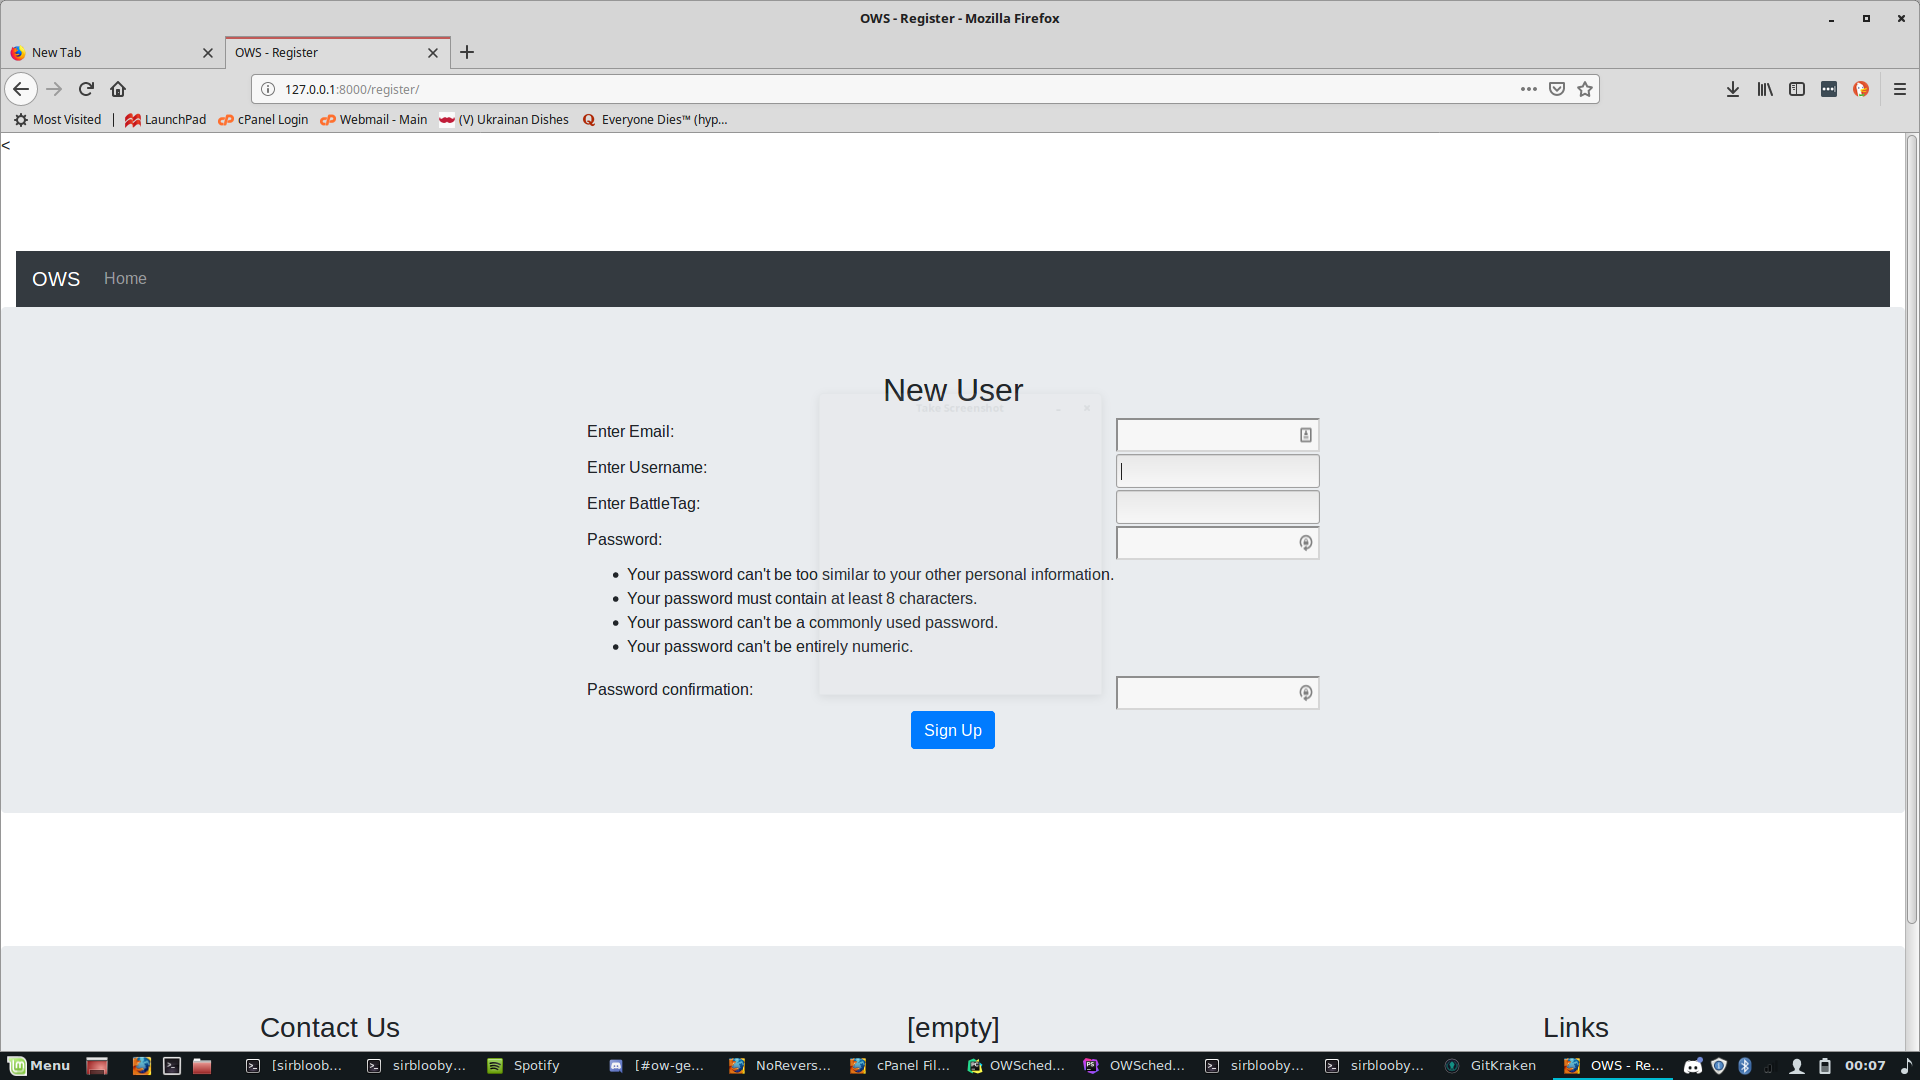 OWS - Register - Mozilla Firefox
New Tab
OWS - Register
127.0.0.1:8000/register/
Most Visited | LaunchPad cPanel Login Webmail - Main (V) Ukrainan Dishes Everyone Dies™ (hyp...
<
OWS Home
New User
Take Screenshot
Enter Email:
Enter Username:
Enter BattleTag:
Password:
• Your password can't be too similar to your other personal information.
• Your password must contain at least 8 characters.
• Your password can't be a commonly used password.
• Your password can't be entirely numeric.
Password confirmation:
Sign Up
Contact Us [empty] Links
Menu [sirbloob... sirblooby... Spotify [#ow-ge... NoRevers... cPanel Fil... OWSched... OWSched... sirblooby... sirblooby... GitKraken OWS - Re... 00:07